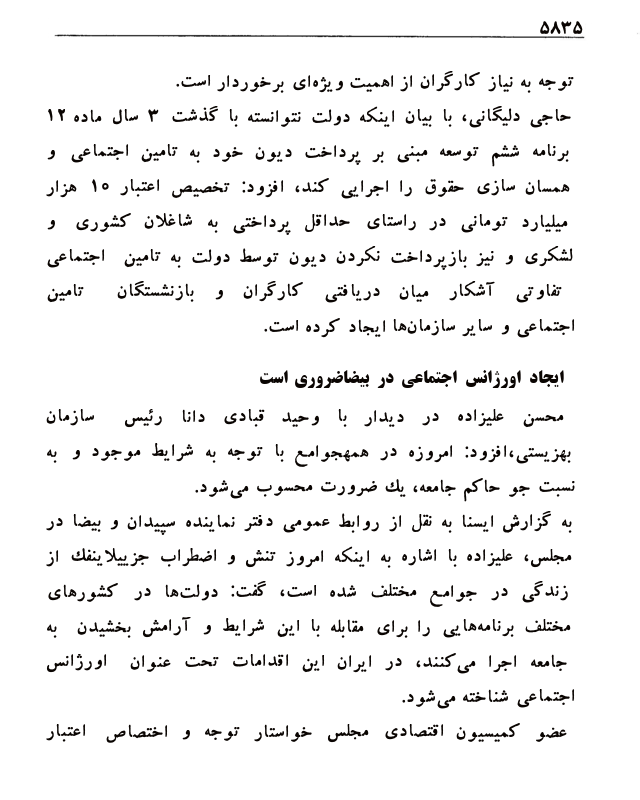 ۵۸۳۵
توجه به نیاز کارگران از اهمیت ویژه‌ای برخوردار است.
حاجی دلیگانی، با بیان اینکه دولت نتوانسته با گذشت ۳ سال ماده ۱۲
برنامه ششم توسعه مبنی بر پرداخت دیون خود به تامین اجتماعی و
همسان سازی حقوق را اجرایی کند، افزود: تخصیص اعتبار ۱۰ هزار
میلیارد تومانی در راستای حداقل پرداختی به شاغلان کشوری و
لشکری و نیز بازپرداخت نکردن دیون توسط دولت به تامین اجتماعی
تفاوتی آشکار میان دریافتی کارگران و بازنشستگان تامین
اجتماعی و سایر سازمان‌ها ایجاد کرده است.
ایجاد اورژانس اجتماعی در بیضاضروری است
محسن علیزاده در دیدار با وحید قبادی دانا رئیس سازمان
بهزیستی،افزود: امروزه در همهجوامع با توجه به شرایط موجود و به
نسبت جو حاکم جامعه، یك ضرورت محسوب می‌شود.
به گزارش ایسنا به نقل از روابط عمومی دفتر نماینده سپیدان و بیضا در
مجلس، علیزاده با اشاره به اینکه امروز تنش و اضطراب جزییلاینفك از
زندگی در جوامع مختلف شده است، گفت: دولت‌ها در کشورهای
مختلف برنامه‌هایی را برای مقابله با این شرایط و آرامش بخشیدن به
جامعه اجرا می‌کنند، در ایران این اقدامات تحت عنوان اورژانس
اجتماعی شناخته می‌شود.
عضو کمیسیون اقتصادی مجلس خواستار توجه و اختصاص اعتبار